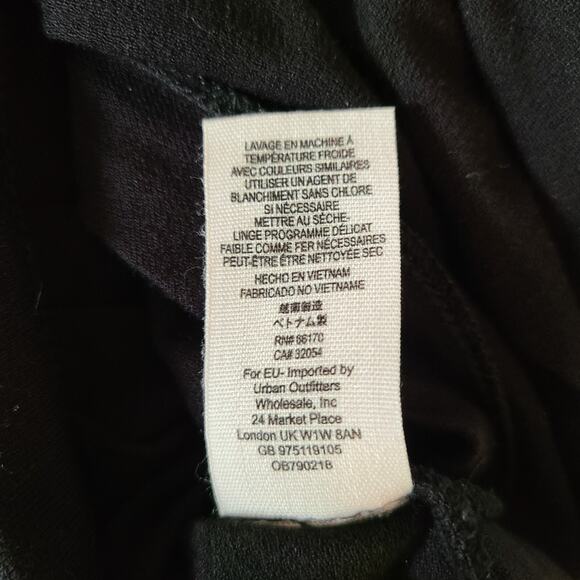 LAVAGE EN MACHINE À
TEMPÉRATURE FROIDE
AVEC COULEURS SIMILAIRES
UTILISER UN AGENT DE
BLANCHIMENT SANS CHLORE
SI NÉCESSAIRE
METTRE AU SÈCHE-
LINGE PROGRAMME DÉLICAT
FAIBLE COMME FER NÉCESSAIRES
PEUT-ÊTRE ÊTRE NETTOYÉE SEC
HECHO EN VIETNAM
FABRICADO NO VIETNAME
越南製造
ベトナム製
RN# 66170
CA# 32054
For EU- Imported by
Urban Outfitters
Wholesale, Inc
24 Market Place
London UK W1W 8AN
GB 975119105
OB790218